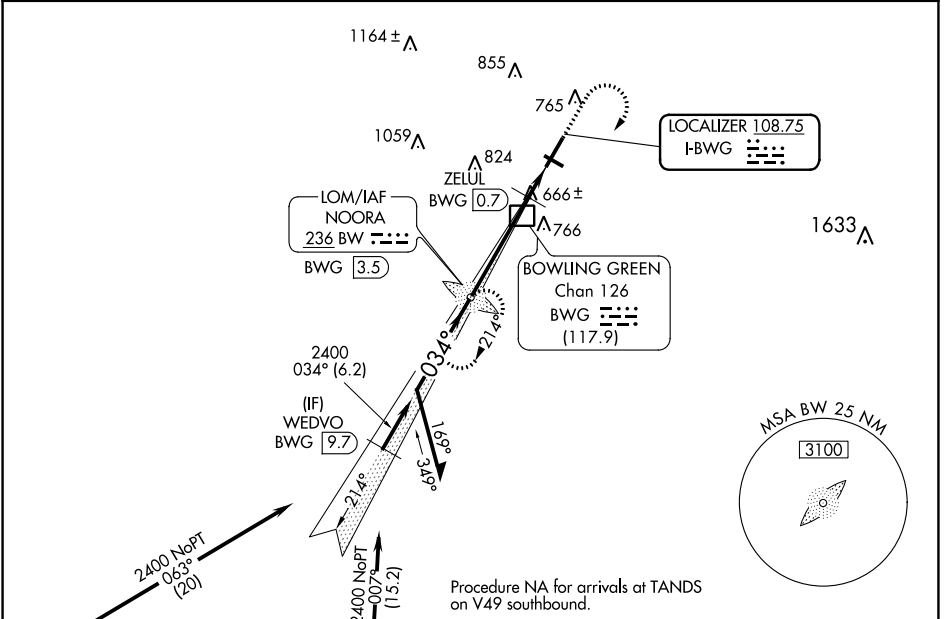 1164 ±
855
765
LOCALIZER 108.75
I-BWG
1059
824
ZELUL
BWG 0.7
666 ±
LOM/IAF
NOORA
236 BW
BWG 3.5
766
1633
BOWLING GREEN
Chan 126
BWG
(117.9)
214°
034°
2400
034° (6.2)
(IF)
WEDVO
BWG 9.7
169°
349°
214°
MSA BW 25 NM
3100
2400 NoPT
063°
(20)
2400 NoPT
007°
(15.2)
Procedure NA for arrivals at TANDS
on V49 southbound.